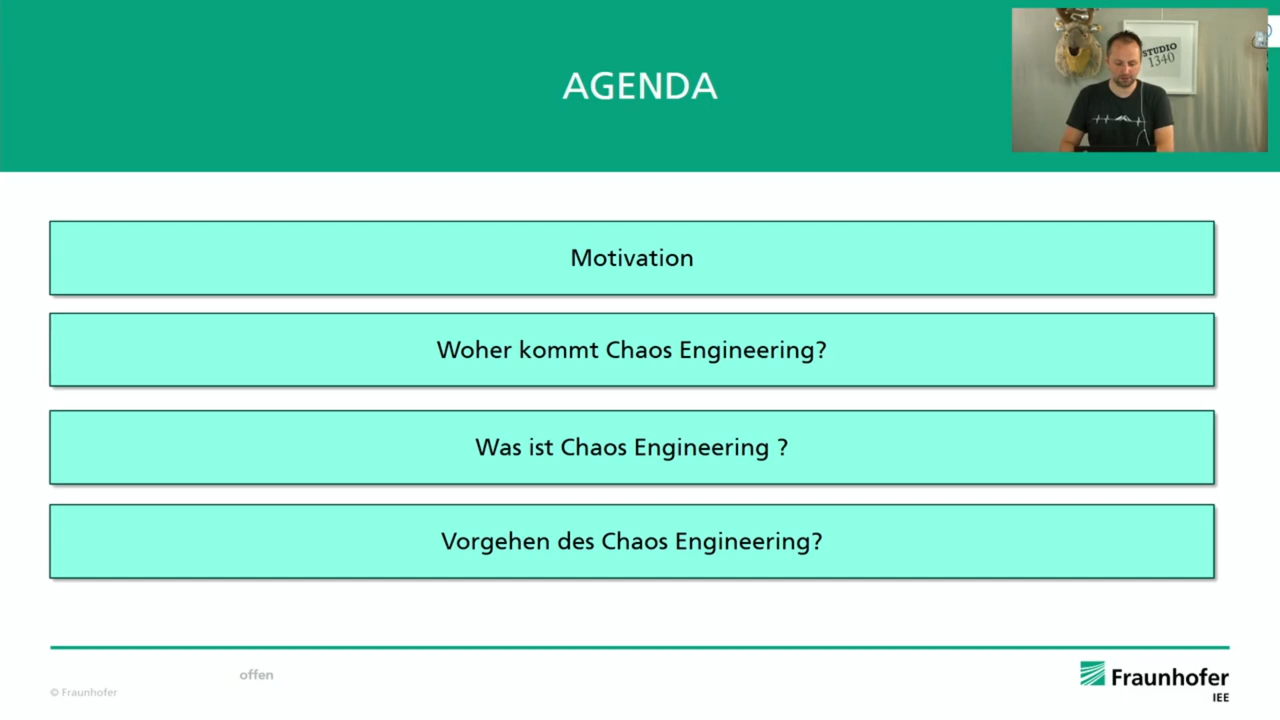 AGENDA
STUDIO
1340
Motivation
Woher kommt Chaos Engineering?
Was ist Chaos Engineering ?
Vorgehen des Chaos Engineering?
offen
© Fraunhofer
Fraunhofer
IEE